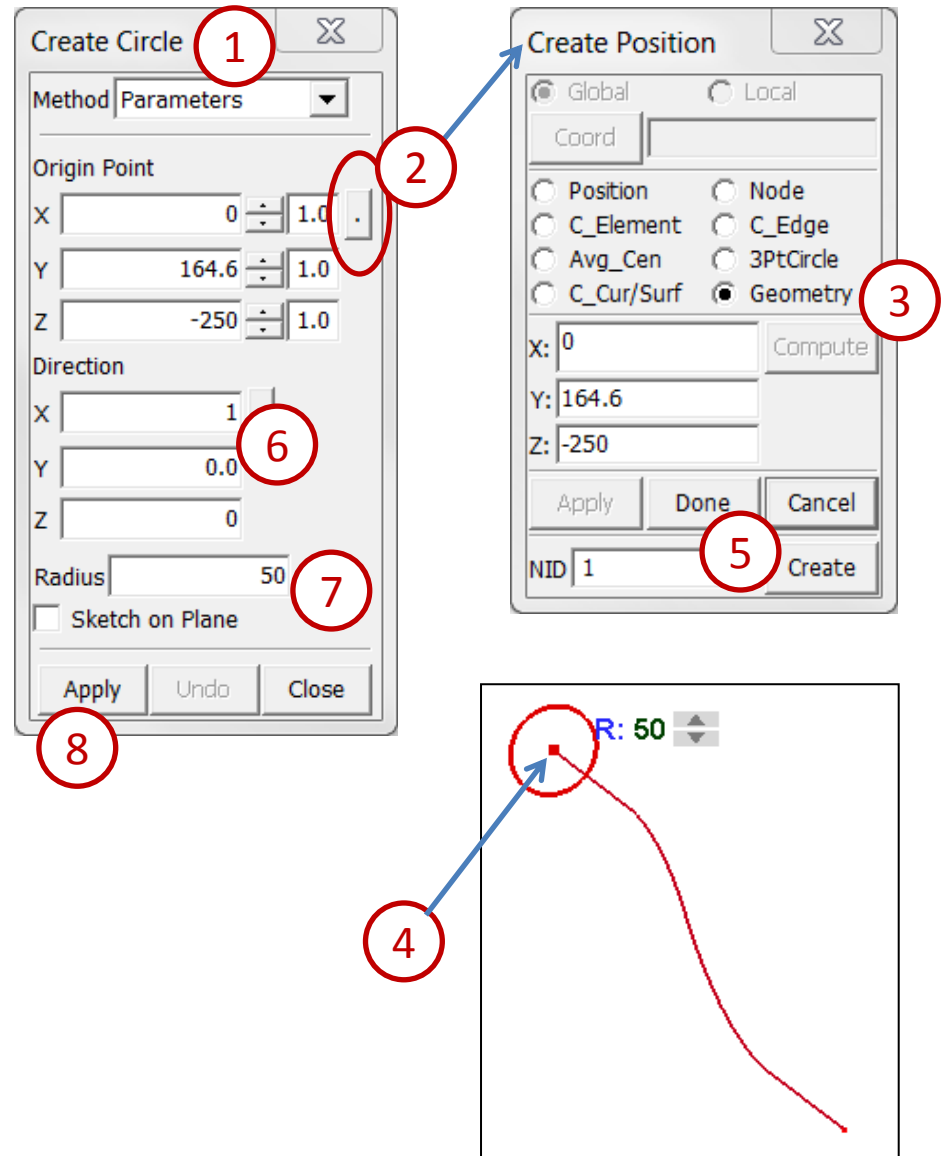 Create Circle 1
Method Parameters
Origin Point
X 0 1.0 .
2
Y 164.6 1.0
Z -250 1.0
Direction
X 1
6
Y 0.0
Z 0
Radius 50 7
Sketch on Plane
Apply Undo Close
8
Create Position
Global Local
Coord
Position Node
C_Element C_Edge
Avg_Cen 3PtCircle
C_Cur/Surf Geometry 3
X: 0 Compute
Y: 164.6
Z: -250
Apply Done Cancel
5
NID 1 Create
R: 50
4